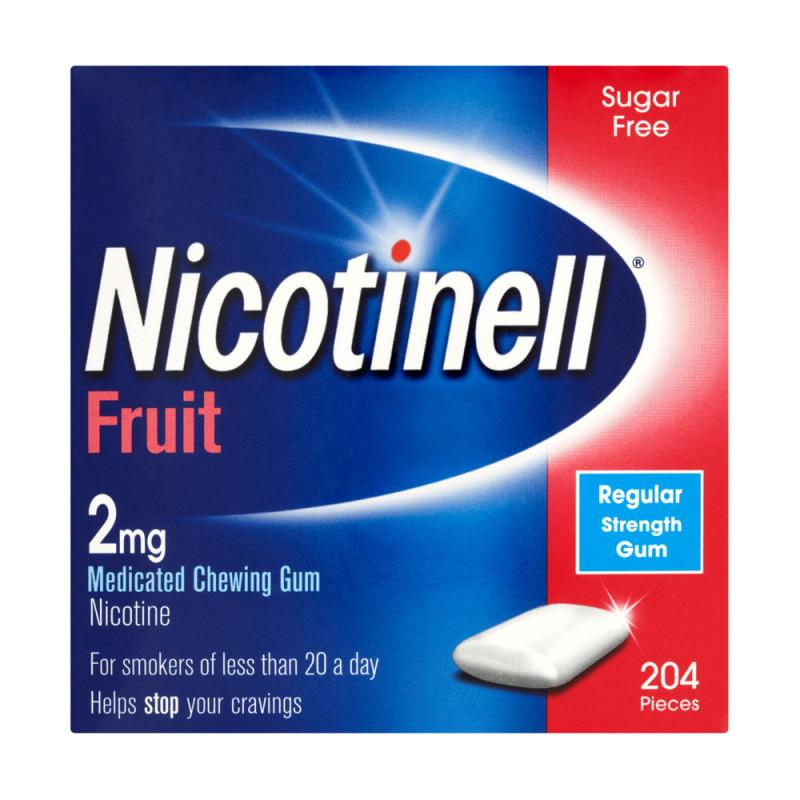 Sugar
Free
Nicotinell®
Fruit
2mg
Medicated Chewing Gum
Nicotine
For smokers of less than 20 a day
Helps stop your cravings
Regular
Strength
Gum
204
Pieces